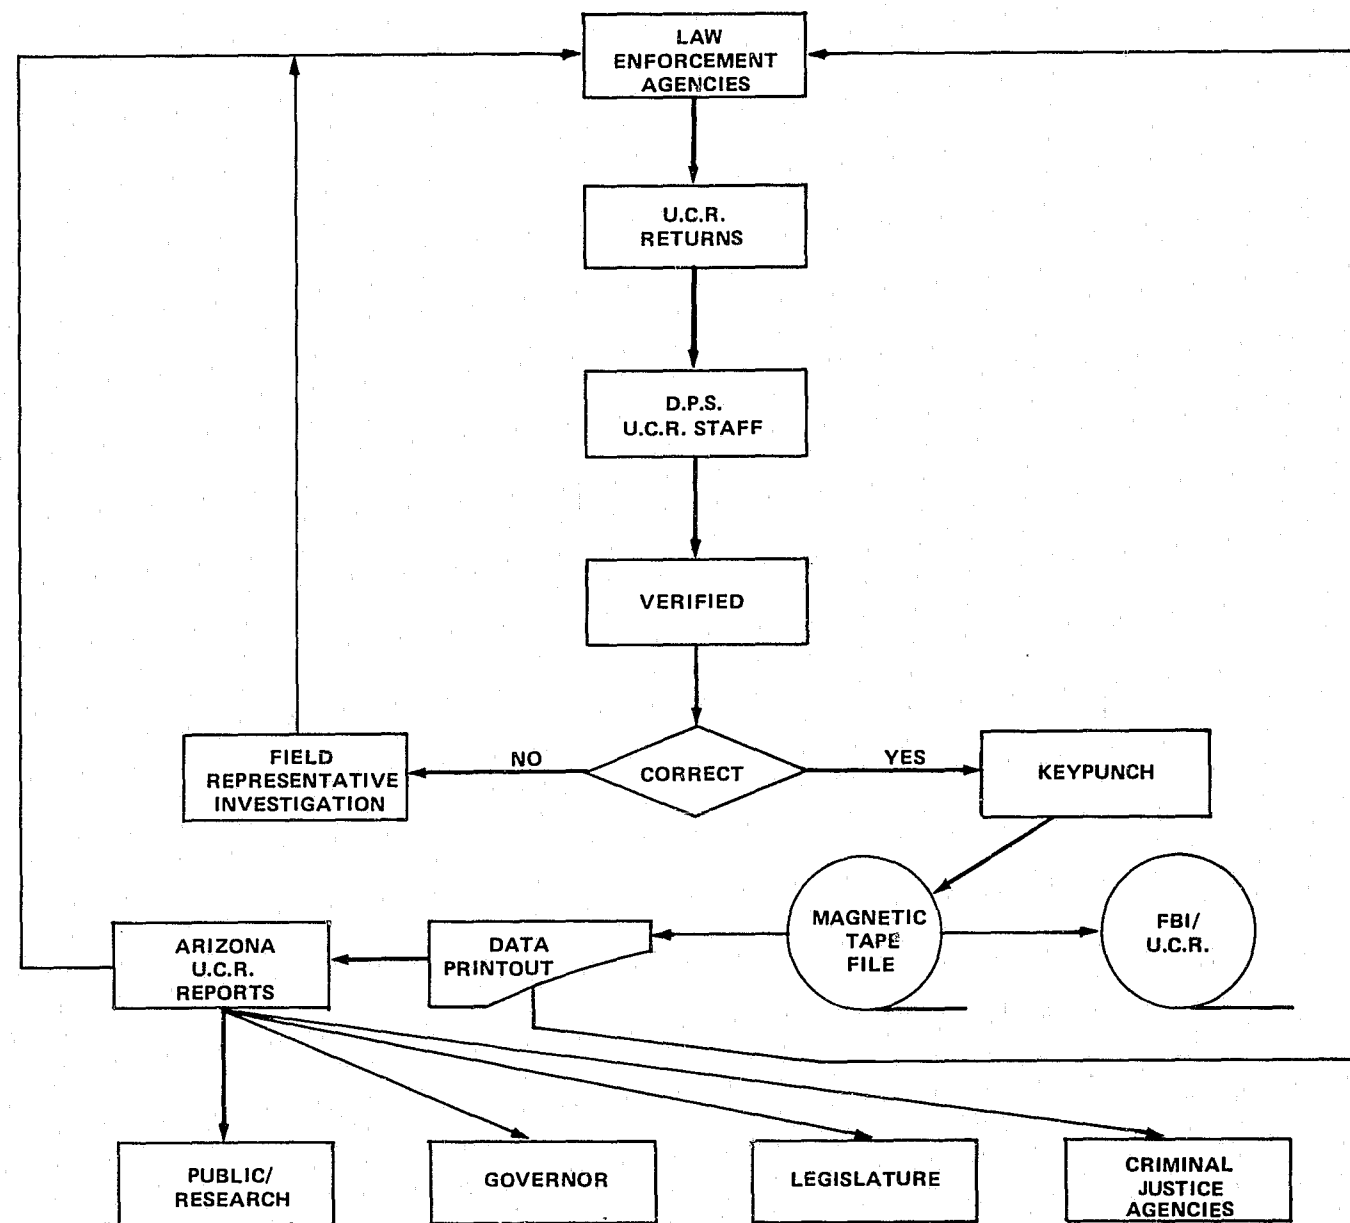 LAW
ENFORCEMENT
AGENCIES
U.C.R.
RETURNS
D.P.S.
U.C.R. STAFF
VERIFIED
FIELD
REPRESENTATIVE
INVESTIGATION
NO
CORRECT
YES
KEYPUNCH
ARIZONA
U.C.R.
REPORTS
DATA
PRINTOUT
MAGNETIC
TAPE
FILE
FBI/
U.C.R.
PUBLIC/
RESEARCH
GOVERNOR
LEGISLATURE
CRIMINAL
JUSTICE
AGENCIES